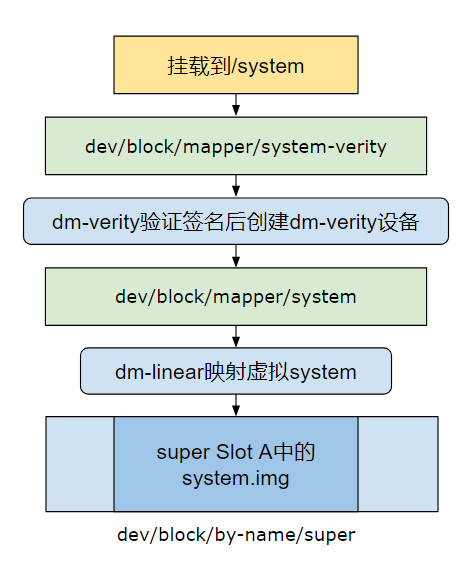 挂载到/system
dev/block/mapper/system-verity
dm-verity验证签名后创建dm-verity设备
dev/block/mapper/system
dm-linear映射虚拟system
super Slot A中的
system.img
dev/block/by-name/super